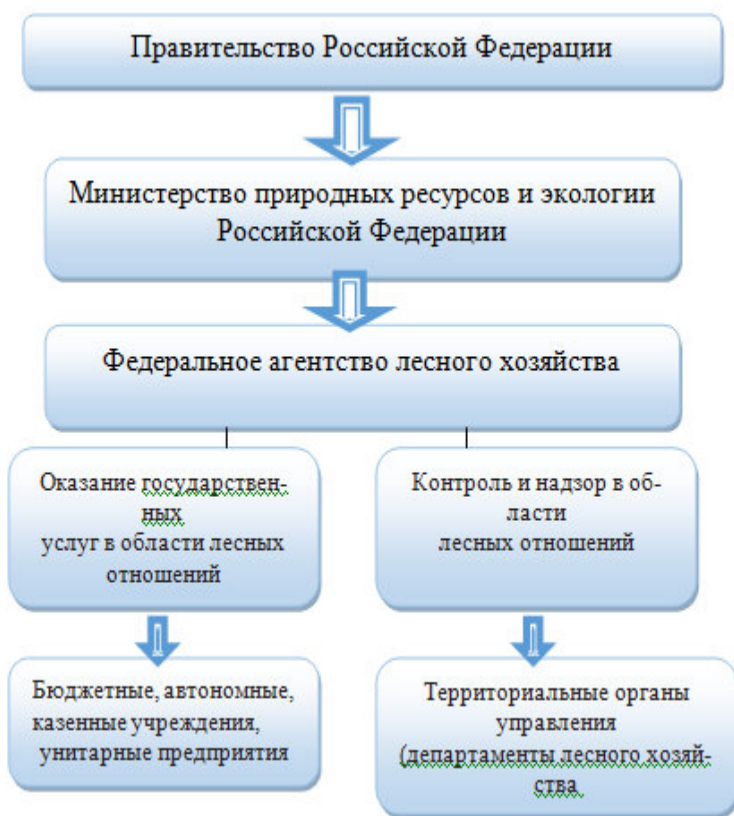 Правительство Российской Федерации
Министерство природных ресурсов и экологии
Российской Федерации
Федеральное агентство лесного хозяйства
Оказание государствен-
ных
услуг в области лесных
отношений
Контроль и надзор в об-
ласти
лесных отношений
Бюджетные, автономные,
казенные учреждения,
унитарные предприятия
Территориальные органы
управления
(департаменты лесного хозяй-
ства